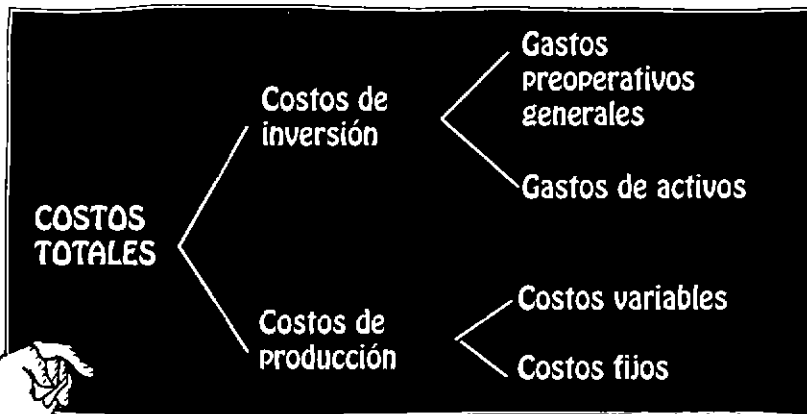 COSTOS
TOTALES
Costos de
inversión
Gastos
preoperativos
generales
Gastos de activos
Costos de
producción
Costos variables
Costos fijos